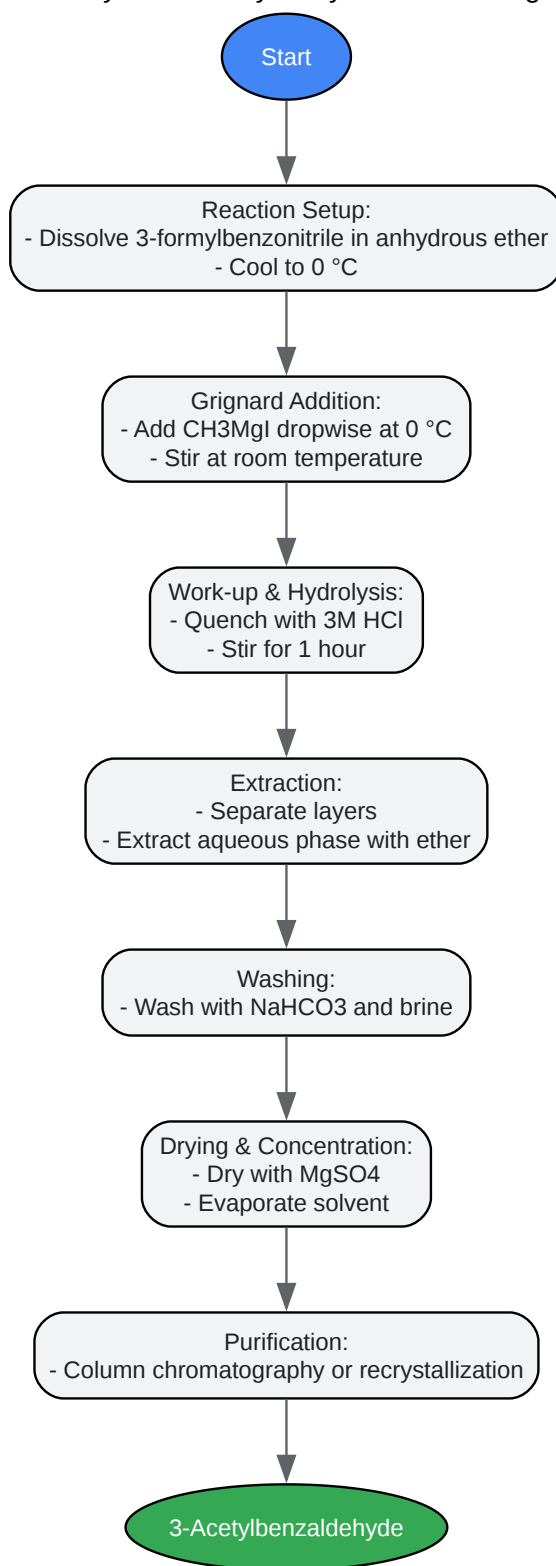 Start
Reaction Setup:
- Dissolve 3-formylbenzonitrile in anhydrous ether
- Cool to 0 °C
Grignard Addition:
- Add CH3MgI dropwise at 0 °C
- Stir at room temperature
Work-up & Hydrolysis:
- Quench with 3M HCl
- Stir for 1 hour
Extraction:
- Separate layers
- Extract aqueous phase with ether
Washing:
- Wash with NaHCO3 and brine
Drying & Concentration:
- Dry with MgSO4
- Evaporate solvent
Purification:
- Column chromatography or recrystallization
3-Acetylbenzaldehyde